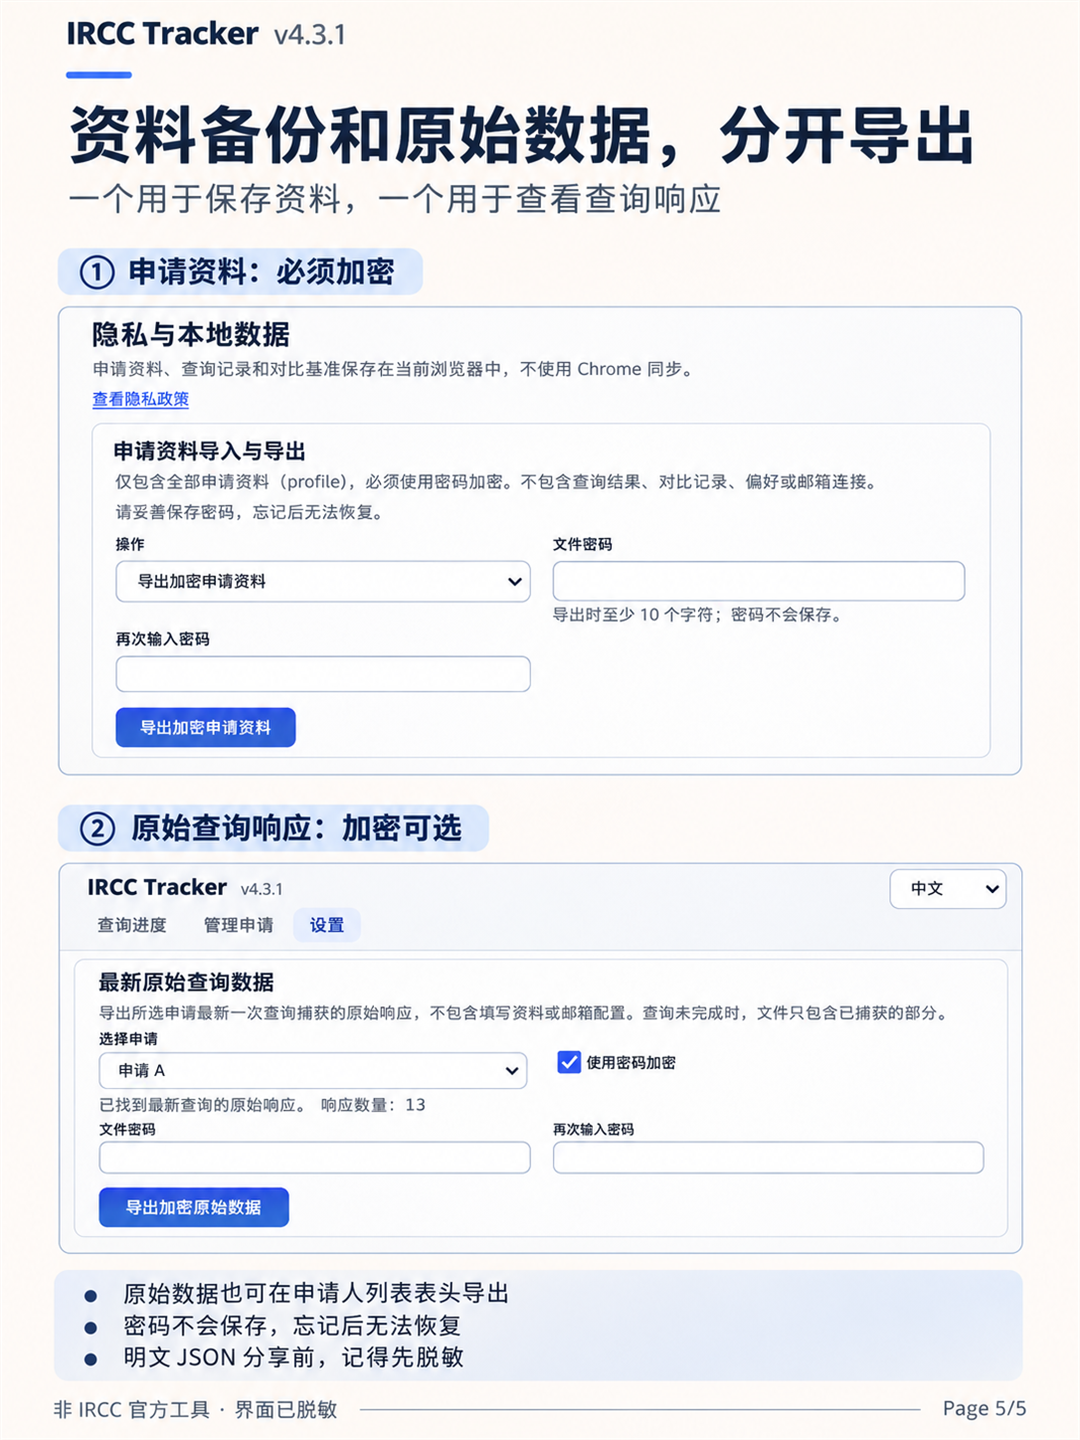 IRCC Tracker v4.3.1
资料备份和原始数据，分开导出
一个用于保存资料，一个用于查看查询响应
① 申请资料：必须加密
隐私与本地数据
申请资料、查询记录和对比基准保存在当前浏览器中，不使用 Chrome 同步。
查看隐私政策
申请资料导入与导出
仅包含全部申请资料（profile），必须使用密码加密。不包含查询结果、对比记录、偏好或邮箱连接。
请妥善保存密码，忘记后无法恢复。
操作
导出加密申请资料
文件密码
导出时至少 10 个字符；密码不会保存。
再次输入密码
导出加密申请资料
② 原始查询响应：加密可选
IRCC Tracker v4.3.1
中文
查询进度 管理申请 设置
最新原始查询数据
导出所选申请最新一次查询捕获的原始响应，不包含填写资料或邮箱配置。查询未完成时，文件只包含已捕获的部分。
选择申请
申请 A
使用密码加密
已找到最新查询的原始响应。 响应数量：13
文件密码
再次输入密码
导出加密原始数据
● 原始数据也可在申请人列表表头导出
● 密码不会保存，忘记后无法恢复
● 明文 JSON 分享前，记得先脱敏
非 IRCC 官方工具 · 界面已脱敏
Page 5/5